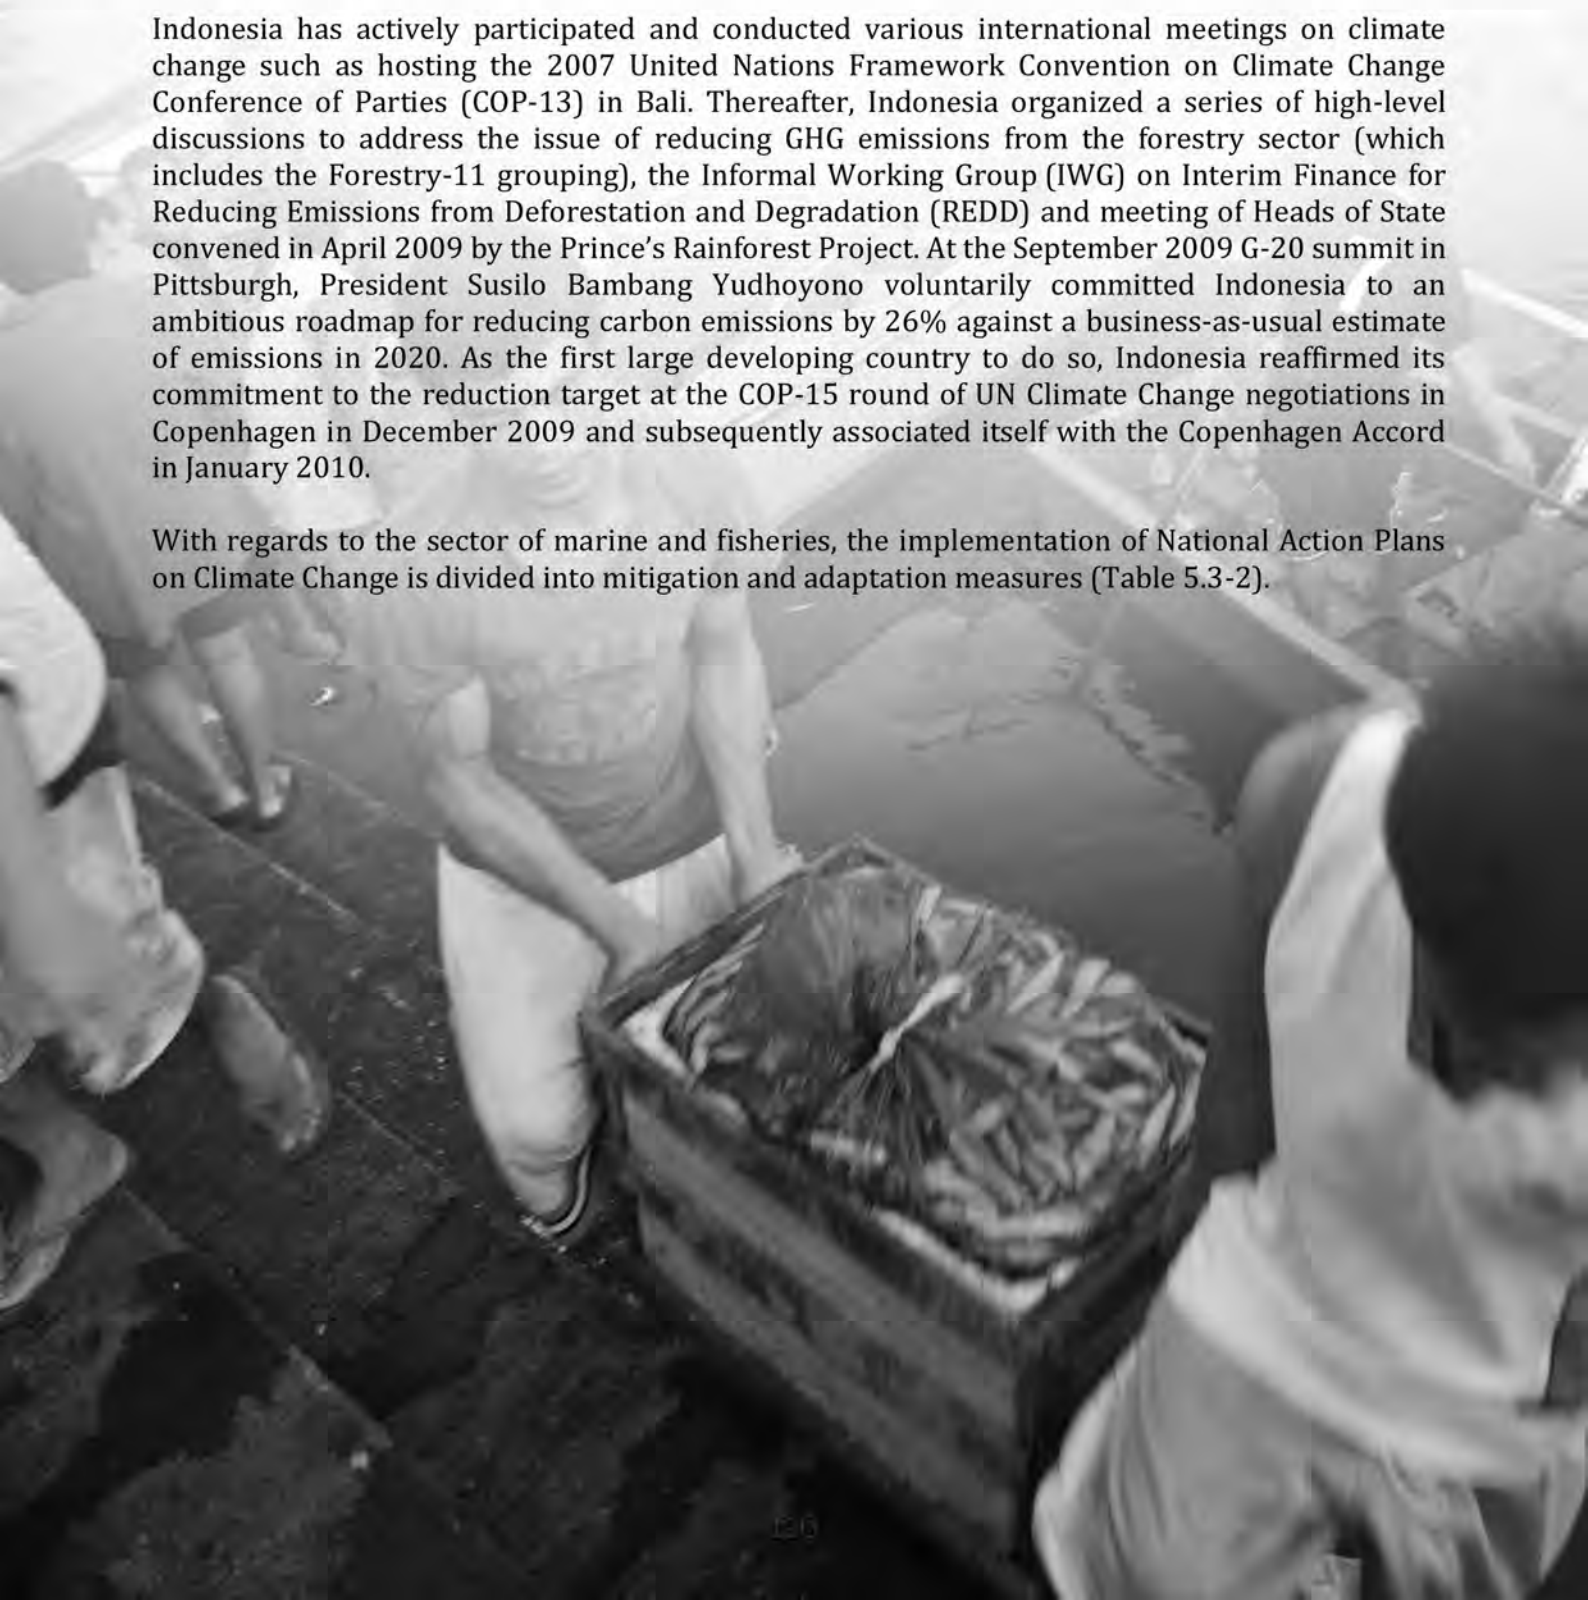 Indonesia has actively participated and conducted various international meetings on climate
change such as hosting the 2007 United Nations Framework Convention on Climate Change
Conference of Parties (COP-13) in Bali. Thereafter, Indonesia organized a series of high-level
discussions to address the issue of reducing GHG emissions from the forestry sector (which
includes the Forestry-11 grouping), the Informal Working Group (IWG) on Interim Finance for
Reducing Emissions from Deforestation and Degradation (REDD) and meeting of Heads of State
convened in April 2009 by the Prince’s Rainforest Project. At the September 2009 G-20 summit in
Pittsburgh, President Susilo Bambang Yudhoyono voluntarily committed Indonesia to an
ambitious roadmap for reducing carbon emissions by 26% against a business-as-usual estimate
of emissions in 2020. As the first large developing country to do so, Indonesia reaffirmed its
commitment to the reduction target at the COP-15 round of UN Climate Change negotiations in
Copenhagen in December 2009 and subsequently associated itself with the Copenhagen Accord
in January 2010.
With regards to the sector of marine and fisheries, the implementation of National Action Plans
on Climate Change is divided into mitigation and adaptation measures (Table 5.3-2).